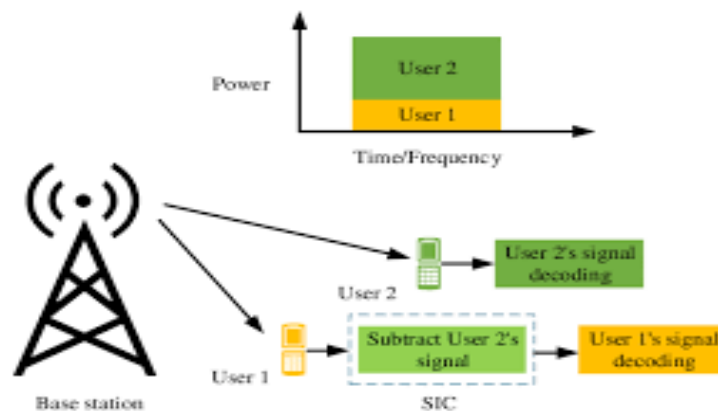 User 2
Power
User 1
Time/Frequency
User 2's signal
decoding
User 2
Subtract User 2's
signal
User 1's signal
decoding
User 1
Base station
SIC